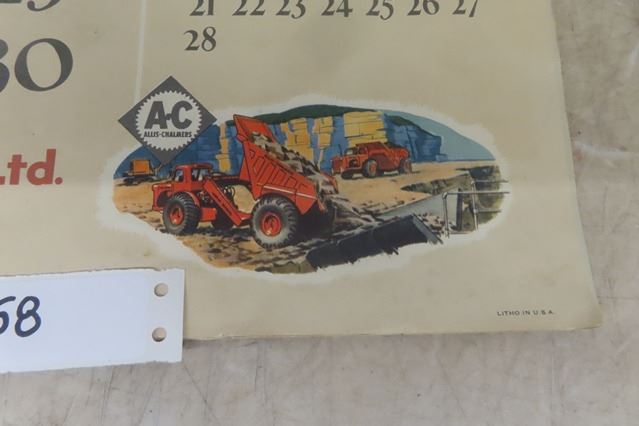 21 22 23 24 25 26 27
28
30
A-C
ALLIS-CHALMERS
Ltd.
68
LITHO IN U.S.A.